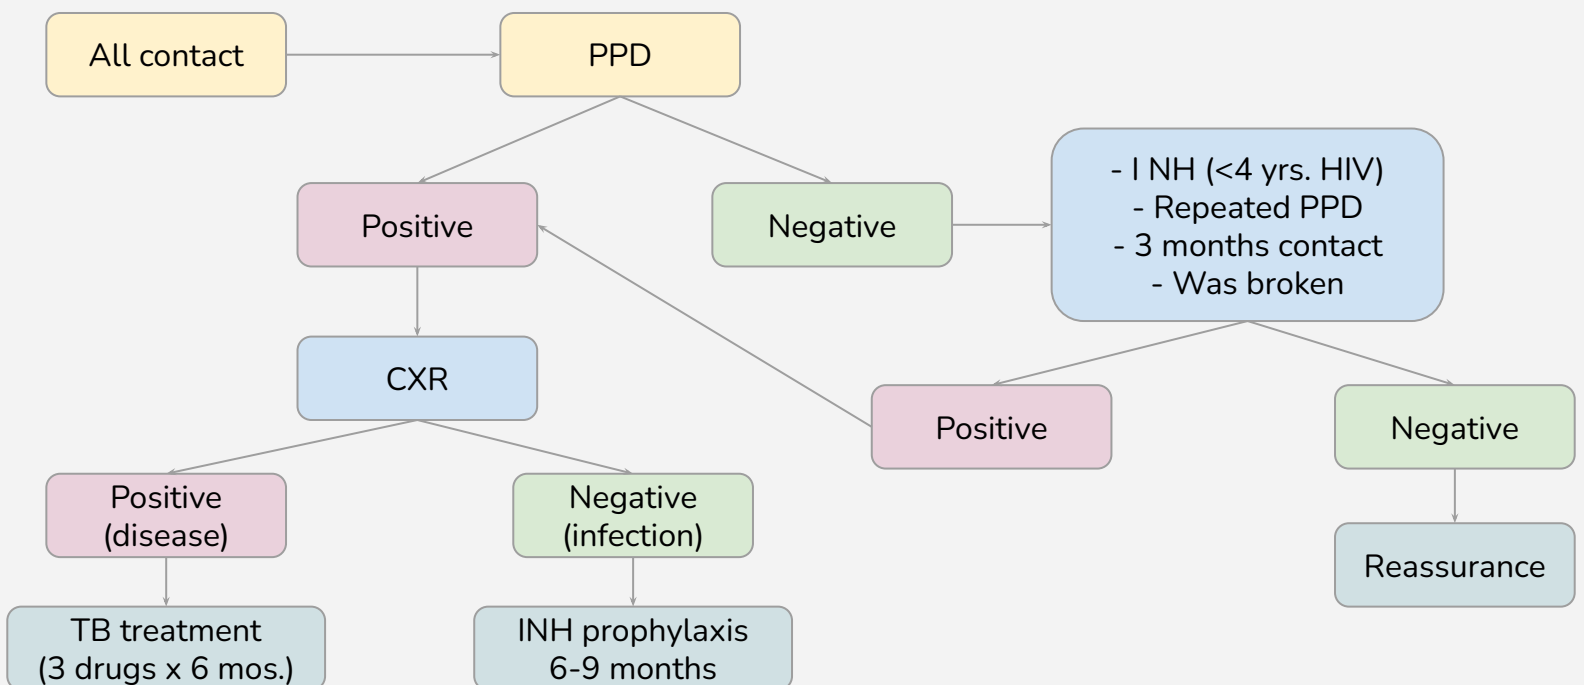 All contact
PPD
Positive
Negative
- I NH (<4 yrs. HIV)
- Repeated PPD
- 3 months contact
- Was broken
CXR
Positive
Negative
Positive
(disease)
Negative
(infection)
Reassurance
TB treatment
(3 drugs x 6 mos.)
INH prophylaxis
6-9 months